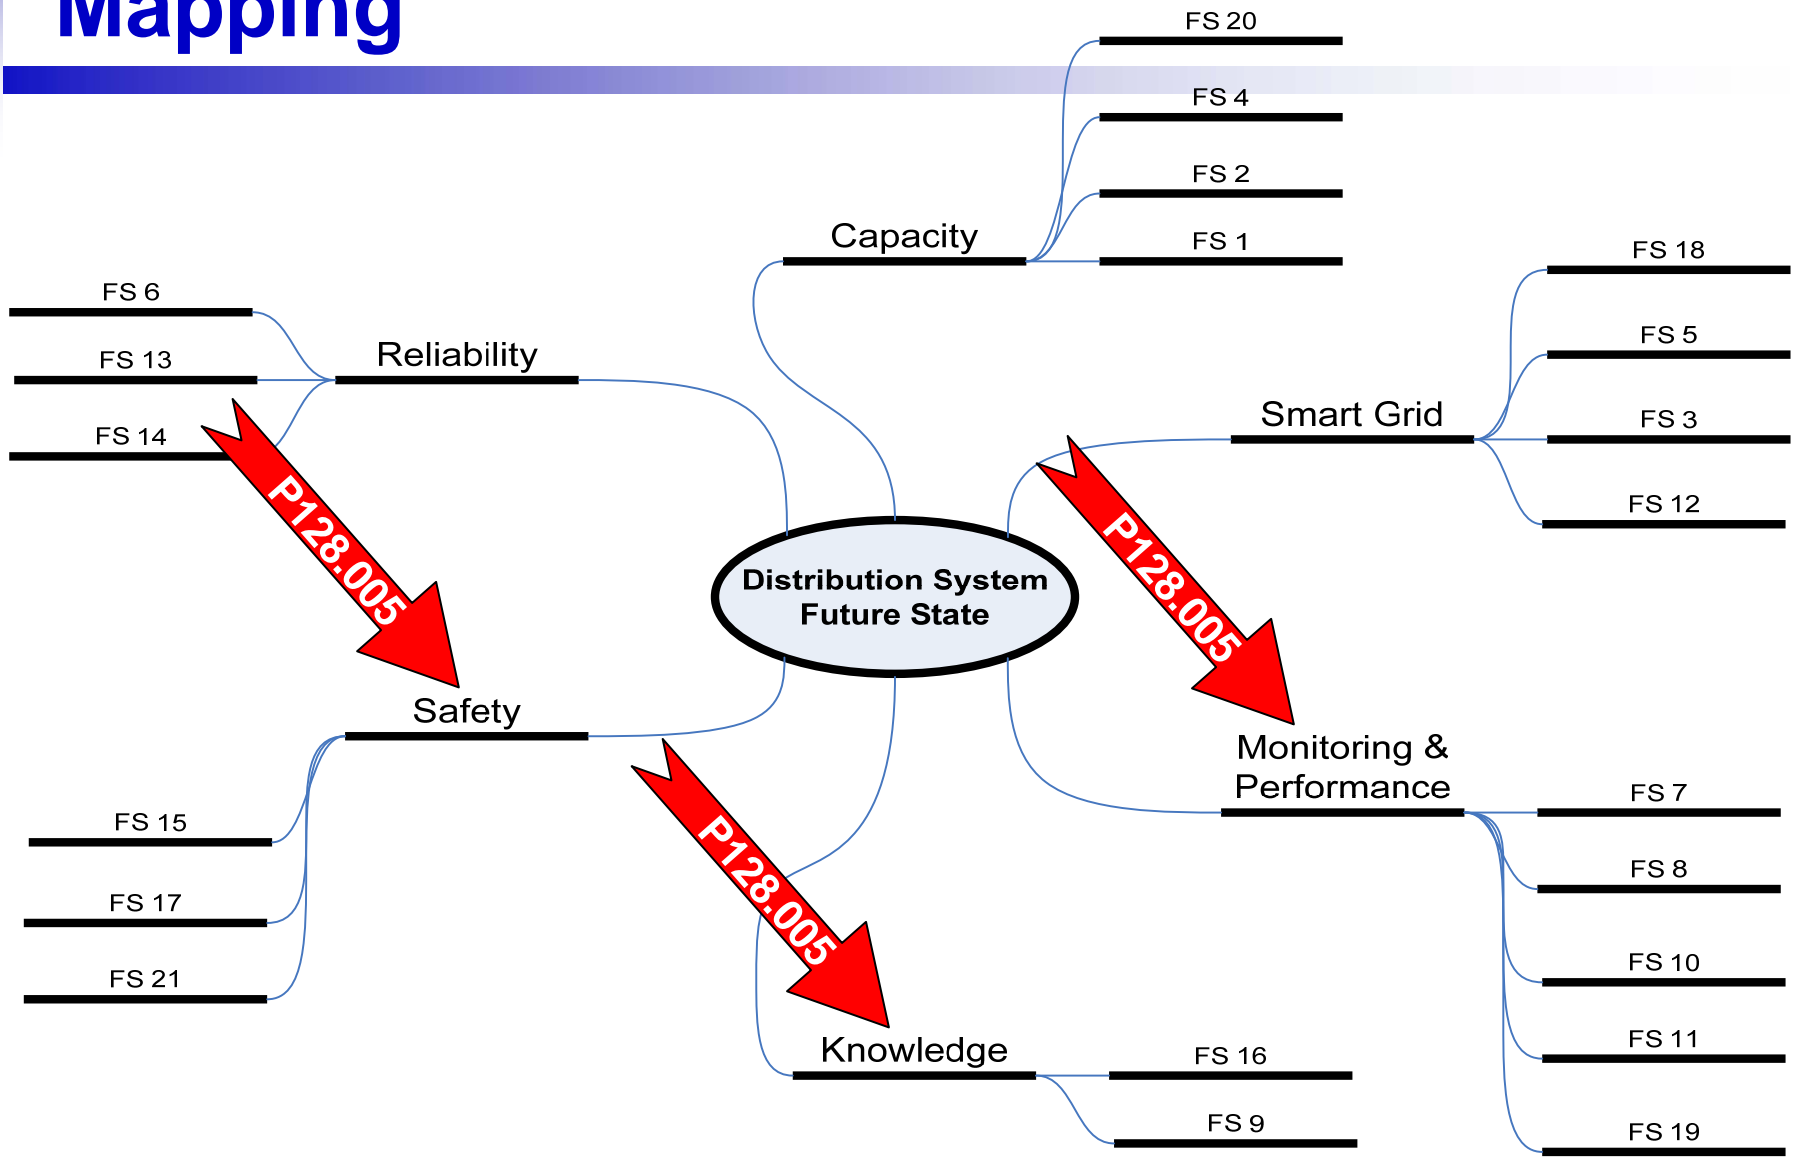 Mapping
FS 20
FS 4
FS 2
FS 1
Capacity
FS 18
FS 5
FS 3
FS 12
Smart Grid
FS 6
FS 13
FS 14
Reliability
P128.005
P128.005
Distribution System
Future State
Safety
FS 15
FS 17
FS 21
P128.005
Monitoring &
Performance
FS 7
FS 8
FS 10
FS 11
FS 19
Knowledge
FS 16
FS 9